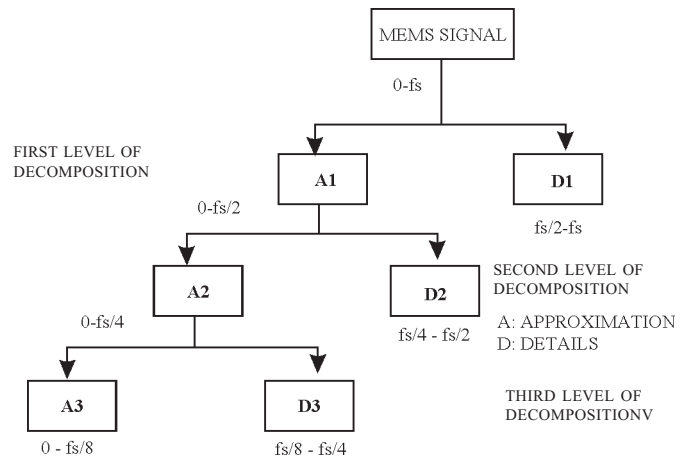 MEMS SIGNAL
0-fs
FIRST LEVEL OF
DECOMPOSITION
A1
D1
0-fs/2
fs/2-fs
A2
D2
SECOND LEVEL OF
DECOMPOSITION
0-fs/4
fs/4 - fs/2
A: APPROXIMATION
D: DETAILS
A3
D3
THIRD LEVEL OF
DECOMPOSITIONV
0 - fs/8
fs/8 - fs/4